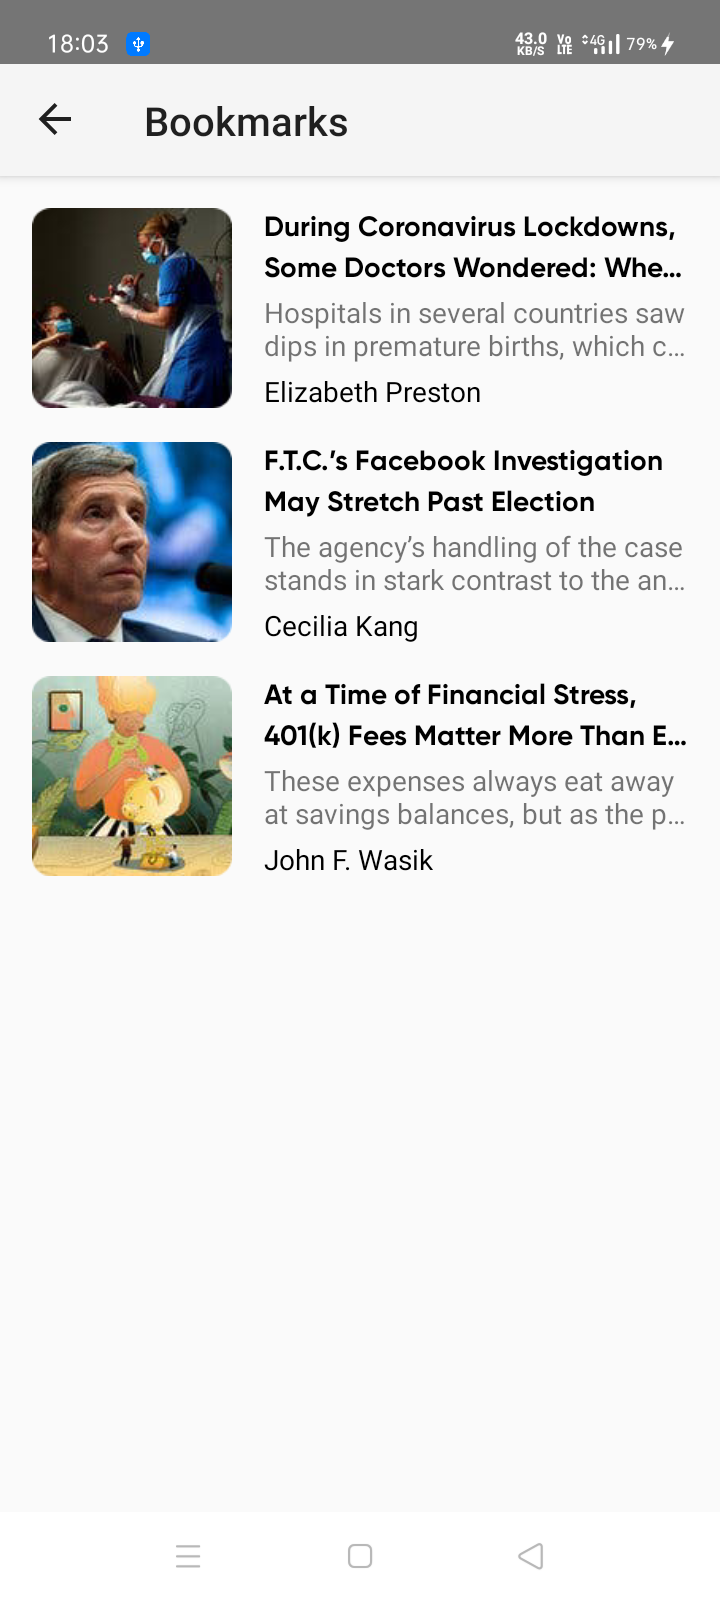 18:03
43.0 KB/S Vo LTE 4G 79%
Bookmarks
During Coronavirus Lockdowns,
Some Doctors Wondered: Whe...
Hospitals in several countries saw
dips in premature births, which c...
Elizabeth Preston
F.T.C.’s Facebook Investigation
May Stretch Past Election
The agency’s handling of the case
stands in stark contrast to the an...
Cecilia Kang
At a Time of Financial Stress,
401(k) Fees Matter More Than E...
These expenses always eat away
at savings balances, but as the p...
John F. Wasik